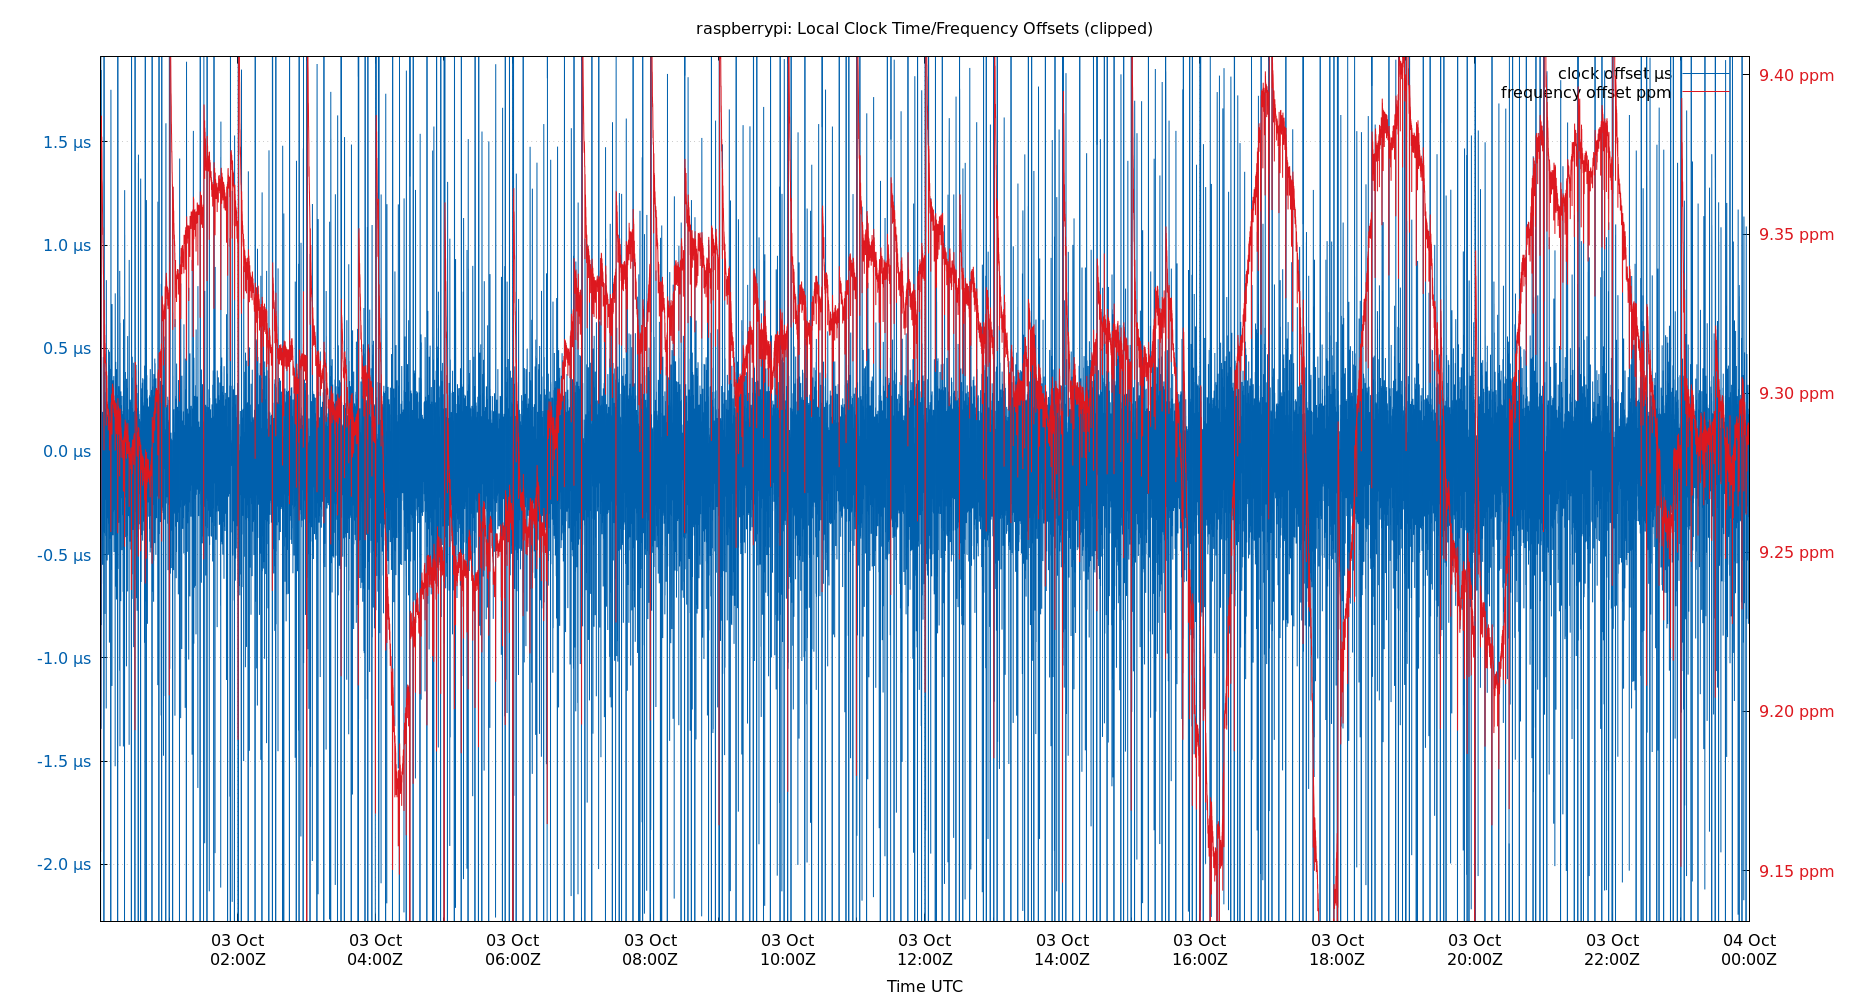 raspberrypi: Local Clock Time/Frequency Offsets (clipped)
clock offset µs
frequency offset ppm
1.5 µs
1.0 µs
0.5 µs
0.0 µs
-0.5 µs
-1.0 µs
-1.5 µs
-2.0 µs
9.40 ppm
9.35 ppm
9.30 ppm
9.25 ppm
9.20 ppm
9.15 ppm
03 Oct 03 Oct 03 Oct 03 Oct 03 Oct 03 Oct 03 Oct 03 Oct 03 Oct 03 Oct 03 Oct 04 Oct
02:00Z 04:00Z 06:00Z 08:00Z 10:00Z 12:00Z 14:00Z 16:00Z 18:00Z 20:00Z 22:00Z 00:00Z
Time UTC